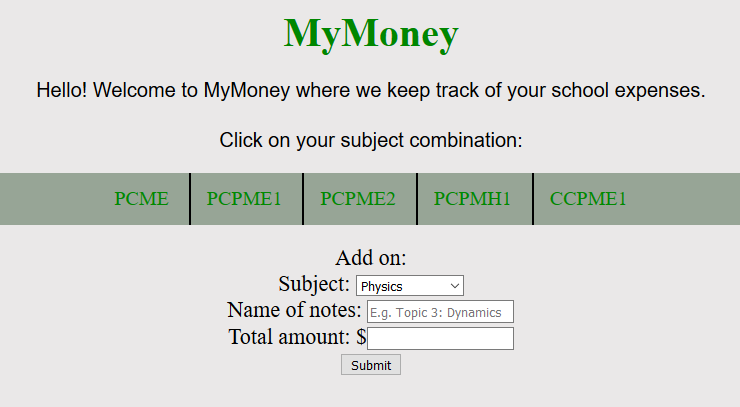 MyMoney
Hello! Welcome to MyMoney where we keep track of your school expenses.
Click on your subject combination:
PCME PCPME1 PCPME2 PCPMH1 CCPME1
Add on:
Subject: Physics
Name of notes: E.g. Topic 3: Dynamics
Total amount: $
Submit